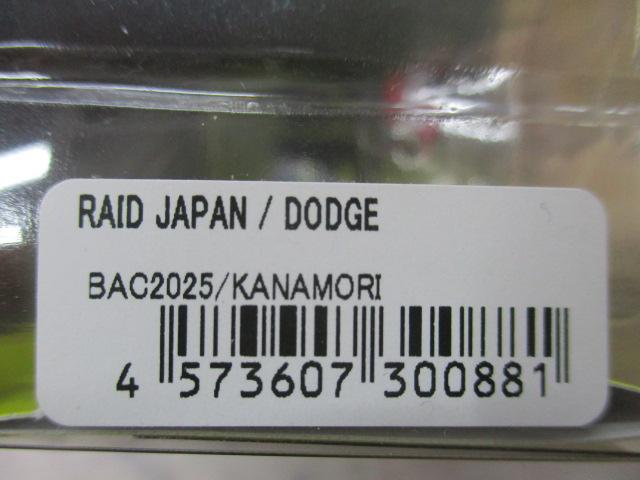 RAID JAPAN / DODGE
BAC2025/KANAMORI
4 573607 300881